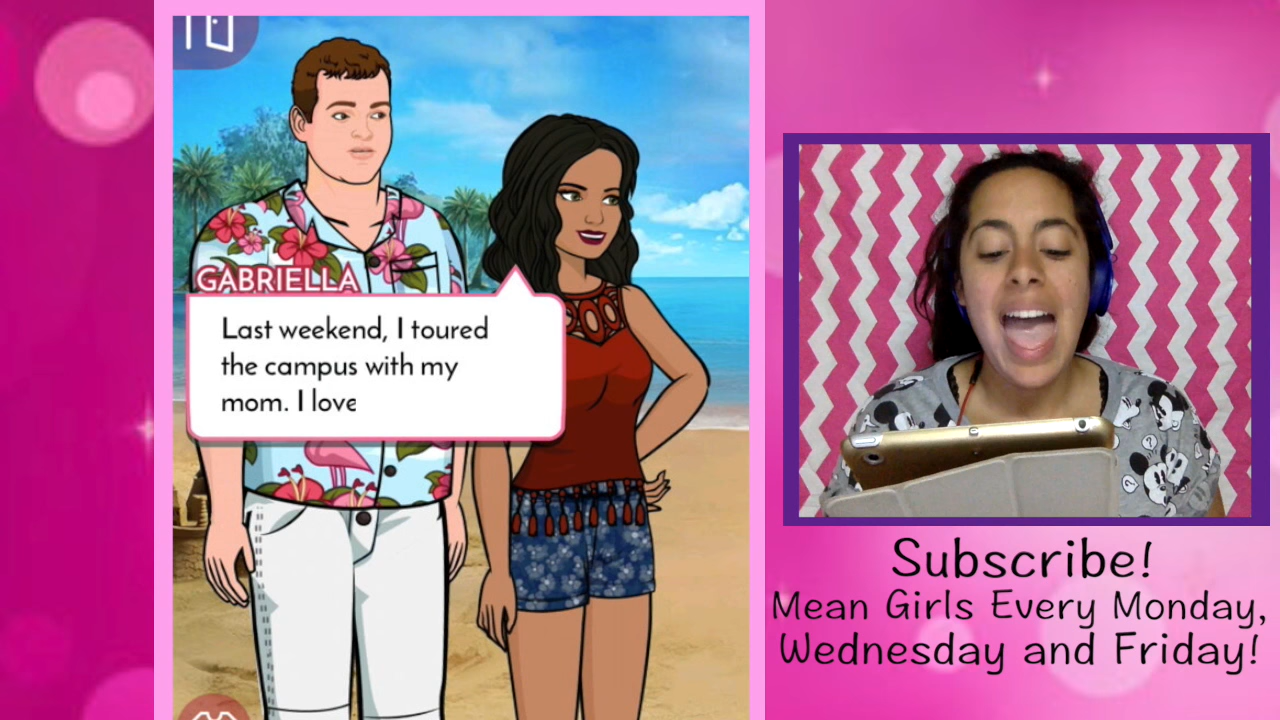 GABRIELLA
Last weekend, I toured
the campus with my
mom. I love
Subscribe!
Mean Girls Every Monday,
Wednesday and Friday!